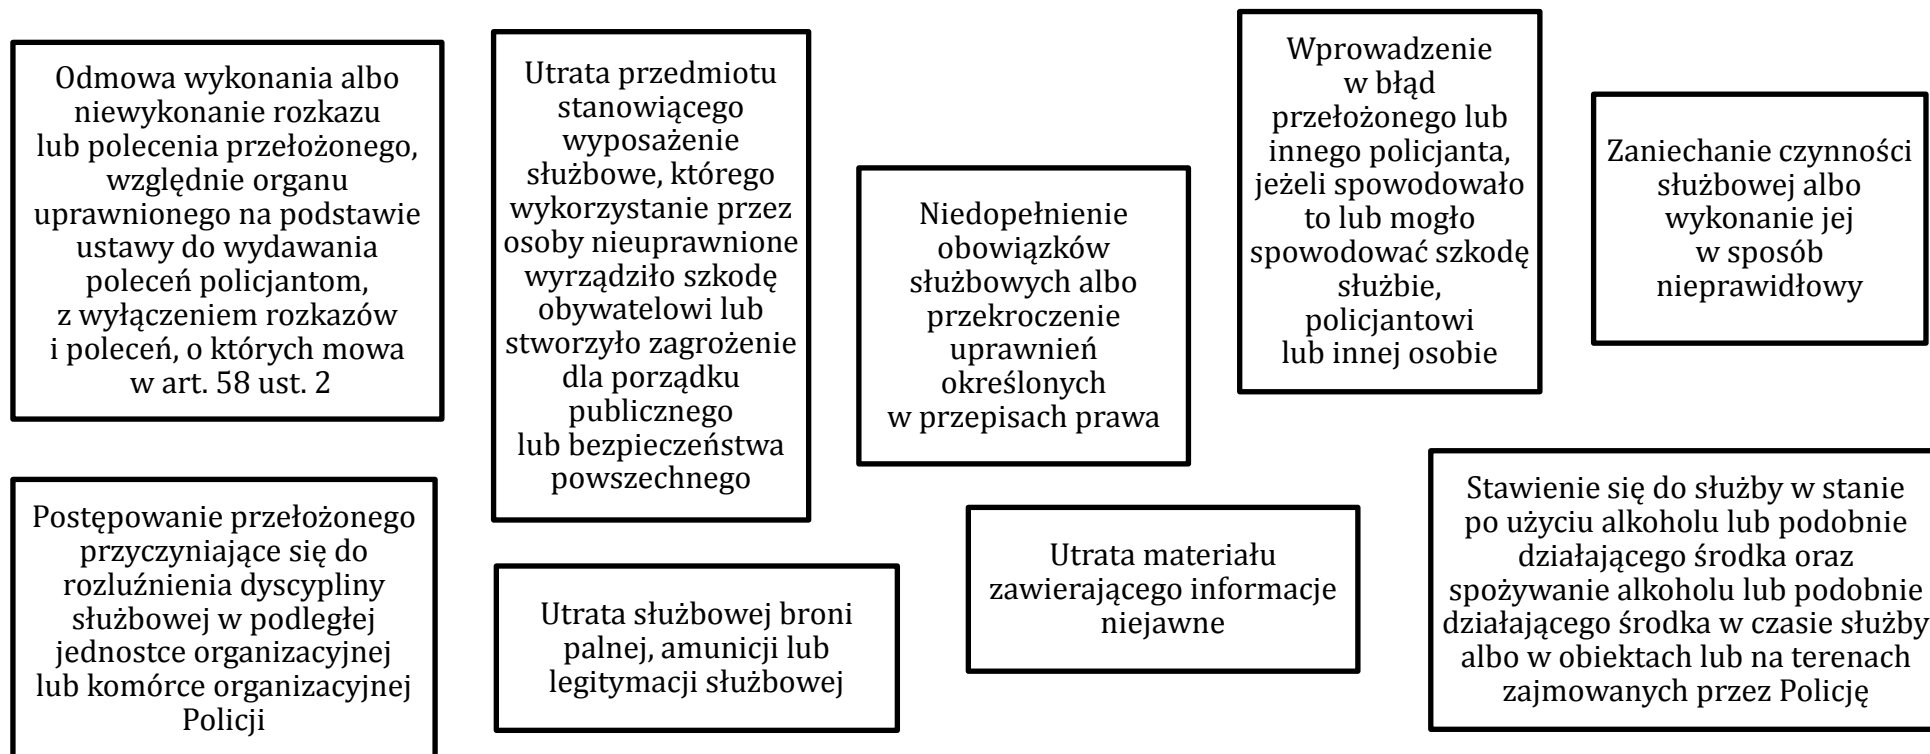 Odmowa wykonania albo
niewykonanie rozkazu
lub polecenia przełożonego,
względnie organu
uprawnionego na podstawie
ustawy do wydawania
poleceń policjantom,
z wyłączeniem rozkazów
i poleceń, o których mowa
w art. 58 ust. 2
Utrata przedmiotu
stanowiącego
wyposażenie
służbowe, którego
wykorzystanie przez
osoby nieuprawnione
wyrządziło szkodę
obywatelowi lub
stworzyło zagrożenie
dla porządku
publicznego
lub bezpieczeństwa
powszechnego
Niedopełnienie
obowiązków
służbowych albo
przekroczenie
uprawnień
określonych
w przepisach prawa
Wprowadzenie
w błąd
przełożonego lub
innego policjanta,
jeżeli spowodowało
to lub mogło
spowodować szkodę
służbie,
policjantowi
lub innej osobie
Zaniechanie czynności
służbowej albo
wykonanie jej
w sposób
nieprawidłowy
Postępowanie przełożonego
przyczyniające się do
rozluźnienia dyscypliny
służbowej w podległej
jednostce organizacyjnej
lub komórce organizacyjnej
Policji
Utrata służbowej broni
palnej, amunicji lub
legitymacji służbowej
Utrata materiału
zawierającego informacje
niejawne
Stawienie się do służby w stanie
po użyciu alkoholu lub podobnie
działającego środka oraz
spożywanie alkoholu lub podobnie
działającego środka w czasie służby
albo w obiektach lub na terenach
zajmowanych przez Policję